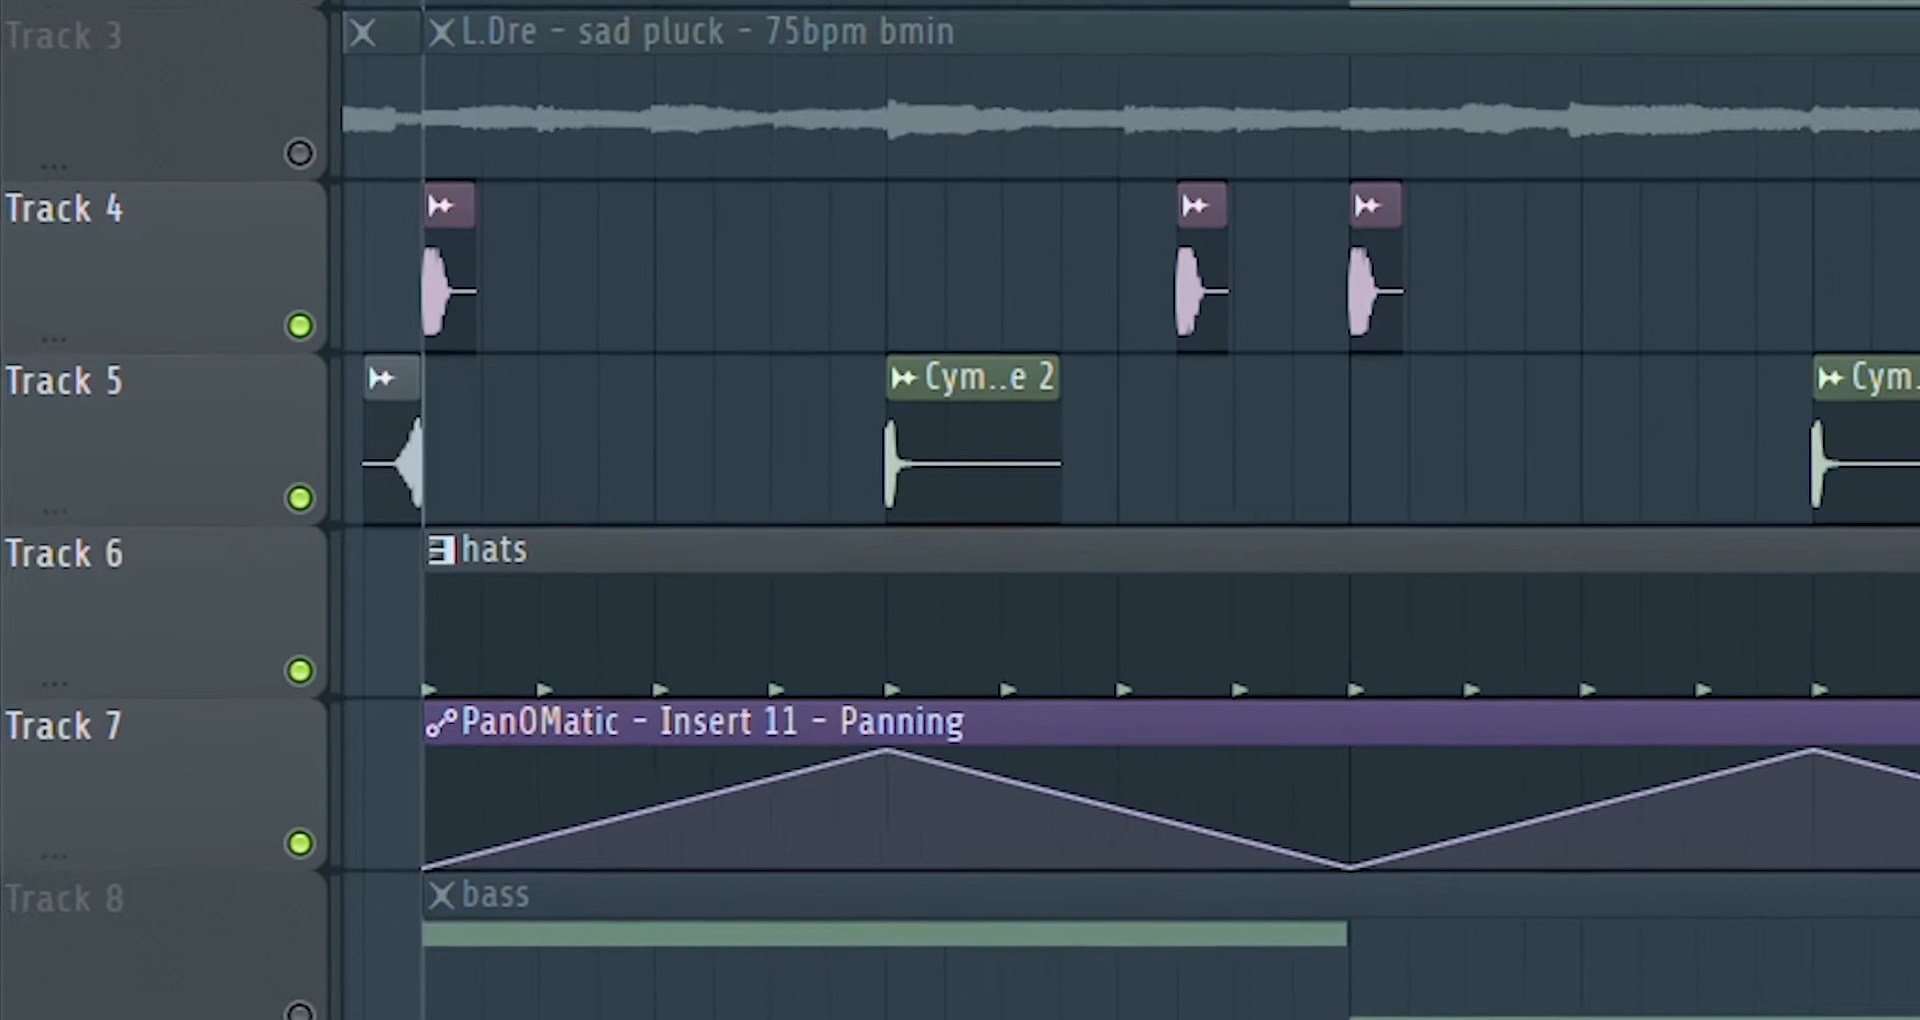 Track 3
L.Dre - sad pluck - 75bpm bmin
Track 4
Track 5
Cym..e 2
Cym.
Track 6
hats
Track 7
PanOMatic - Insert 11 - Panning
Track 8
bass